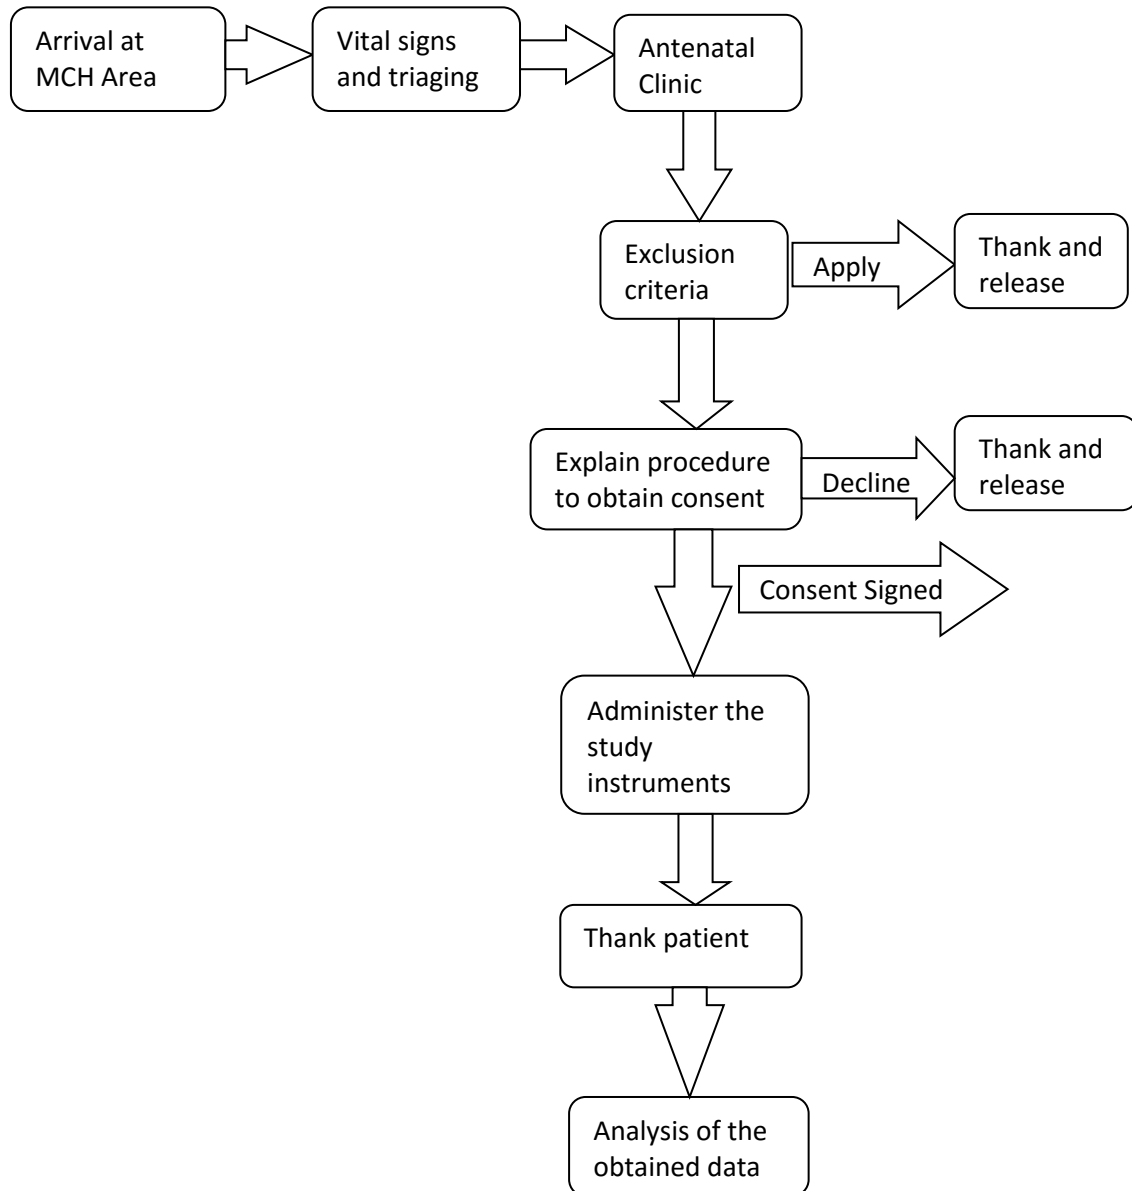 Arrival at
MCH Area
Vital signs
and triaging
Antenatal
Clinic
Exclusion
criteria
Apply
Thank and
release
Explain procedure
to obtain consent
Decline
Thank and
release
Consent Signed
Administer the
study
instruments
Thank patient
Analysis of the
obtained data